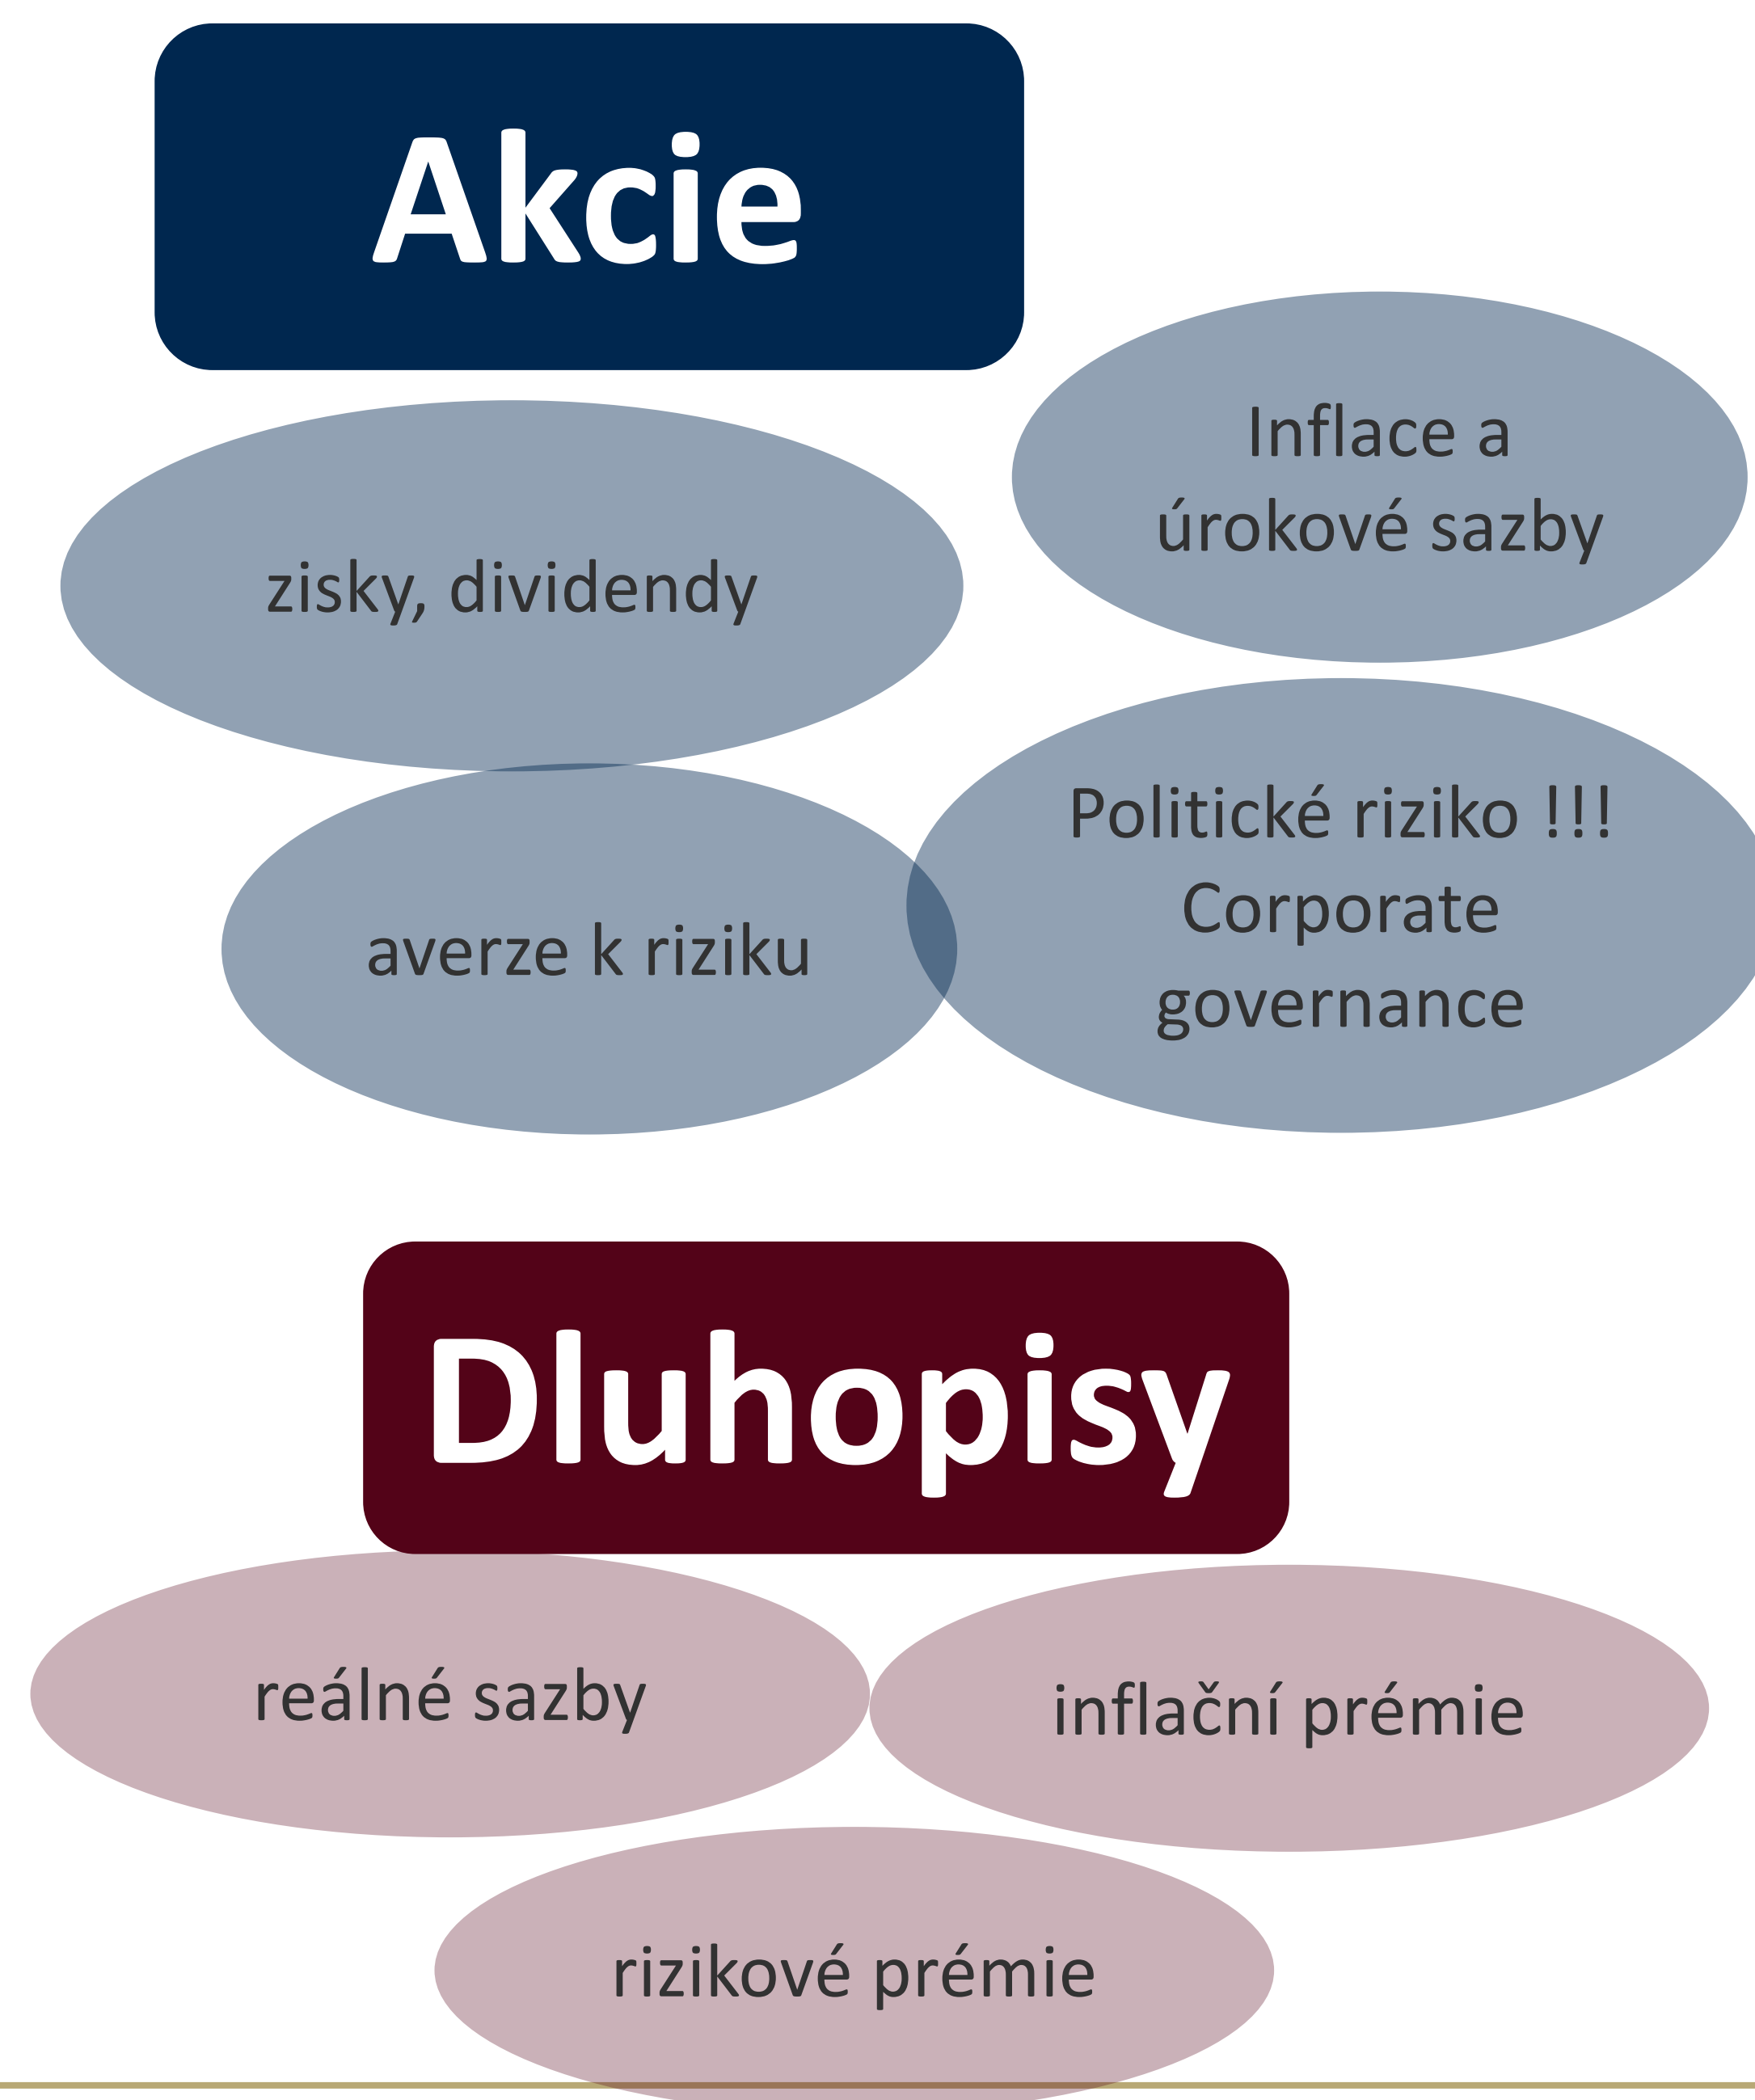 Akcie
Inflace a
úrokové sazby
zisky, dividendy
Politické riziko !!!
Corporate
governance
averze k riziku
Dluhopisy
reálné sazby
inflační prémie
rizikové prémie